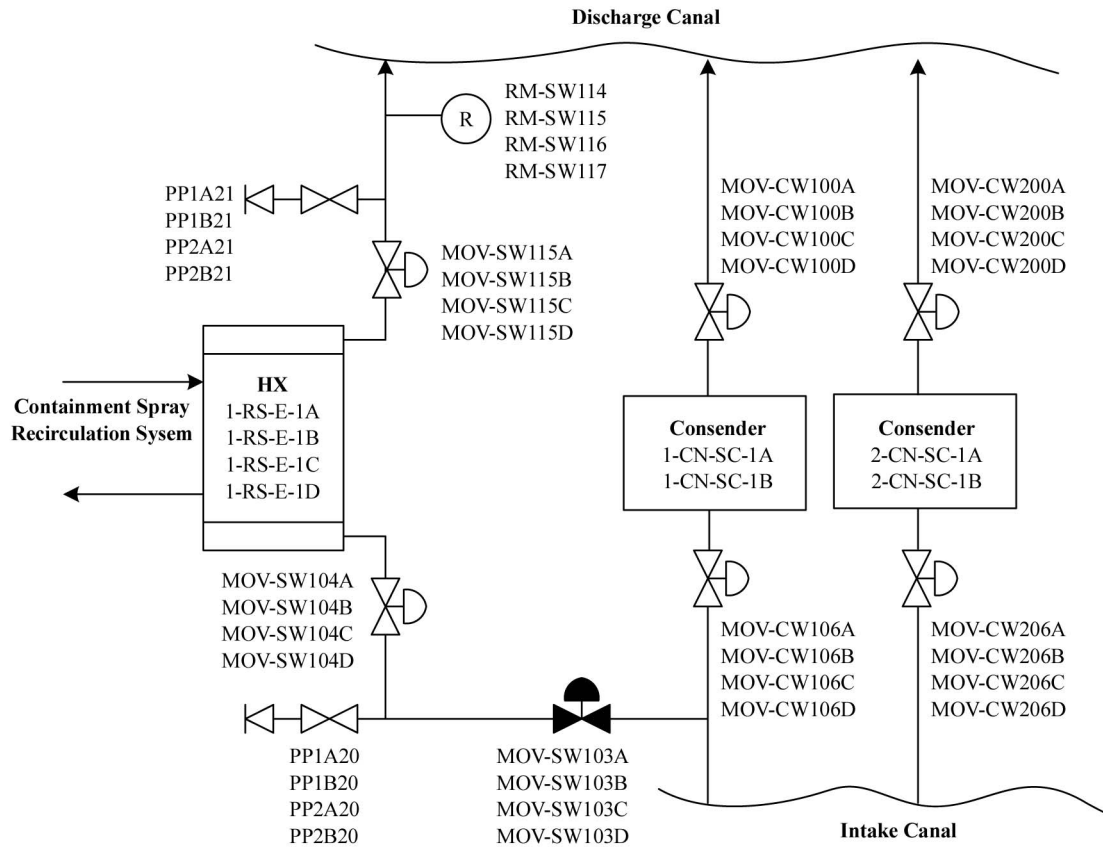 Discharge Canal
R
RM-SW114
RM-SW115
RM-SW116
RM-SW117
PP1A21
PP1B21
PP2A21
PP2B21
MOV-SW115A
MOV-SW115B
MOV-SW115C
MOV-SW115D
MOV-CW100A
MOV-CW100B
MOV-CW100C
MOV-CW100D
MOV-CW200A
MOV-CW200B
MOV-CW200C
MOV-CW200D
Containment Spray
Recirculation Sysem
HX
1-RS-E-1A
1-RS-E-1B
1-RS-E-1C
1-RS-E-1D
Consender
1-CN-SC-1A
1-CN-SC-1B
Consender
2-CN-SC-1A
2-CN-SC-1B
MOV-SW104A
MOV-SW104B
MOV-SW104C
MOV-SW104D
MOV-CW106A
MOV-CW106B
MOV-CW106C
MOV-CW106D
MOV-CW206A
MOV-CW206B
MOV-CW206C
MOV-CW206D
PP1A20
PP1B20
PP2A20
PP2B20
MOV-SW103A
MOV-SW103B
MOV-SW103C
MOV-SW103D
Intake Canal